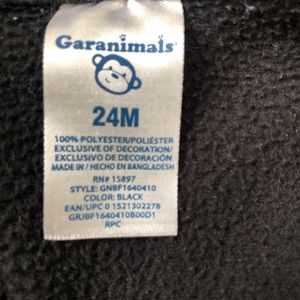 Garanimals
24M
100% POLYESTER/POLIÉSTER
EXCLUSIVE OF DECORATION/
EXCLUSIVO DE DECORACIÓN
MADE IN / HECHO EN BANGLADESH
RN# 15897
STYLE: GNBF1640410
COLOR: BLACK
EAN/UPC 0 1521302278
GRJBF1640410B00D1
RPC